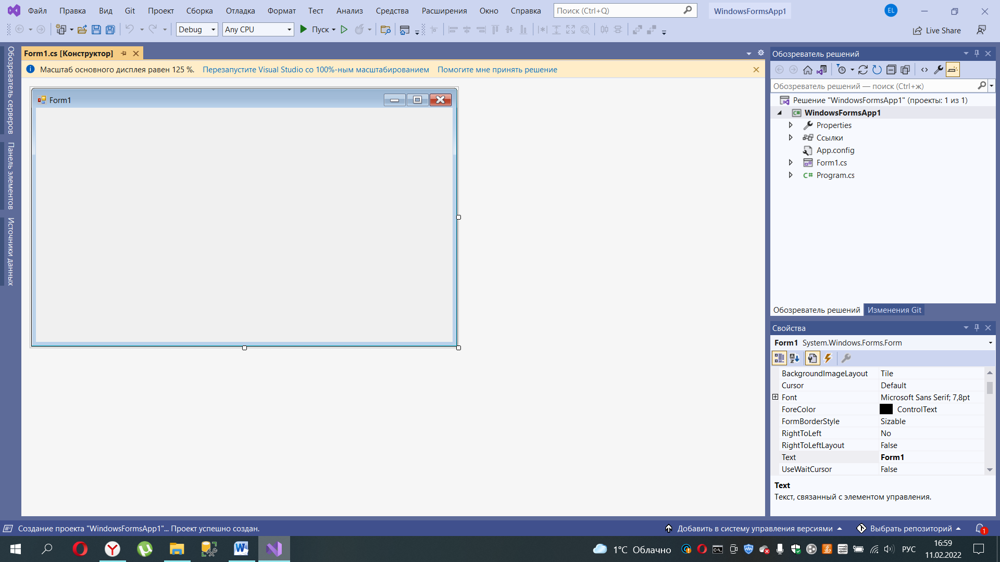 Файл Правка Вид Git Проект Сборка Отладка Формат Тест Анализ Средства Расширения Окно Справка Поиск (Ctrl+Q) WindowsFormsApp1 EL
Debug Any CPU Пуск Live Share
Обозреватель серверов
Панель элементов
Источники данных
Form1.cs [Конструктор]
Масштаб основного дисплея равен 125 %. Перезапустите Visual Studio со 100%-ным масштабированием Помогите мне принять решение
Form1
Обозреватель решений
Обозреватель решений — поиск (Ctrl+ж)
Решение "WindowsFormsApp1" (проекты: 1 из 1)
WindowsFormsApp1
Properties
Ссылки
App.config
Form1.cs
Program.cs
Обозреватель решений Изменения Git
Свойства
Form1 System.Windows.Forms.Form
BackgroundImageLayout Tile
Cursor Default
Font Microsoft Sans Serif; 7,8pt
ForeColor ControlText
FormBorderStyle Sizable
RightToLeft No
RightToLeftLayout False
Text Form1
UseWaitCursor False
Text
Текст, связанный с элементом управления.
Создание проекта "WindowsFormsApp1"... Проект успешно создан. Добавить в систему управления версиями Выбрать репозиторий 1
1°C Облачно РУС 16:59
11.02.2022